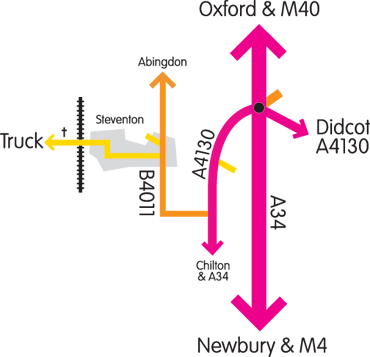 Oxford & M40
Abingdon
Steventon
†
Truck
Didcot
A4130
A4130
B4011
A34
Chilton
& A34
Newbury & M4